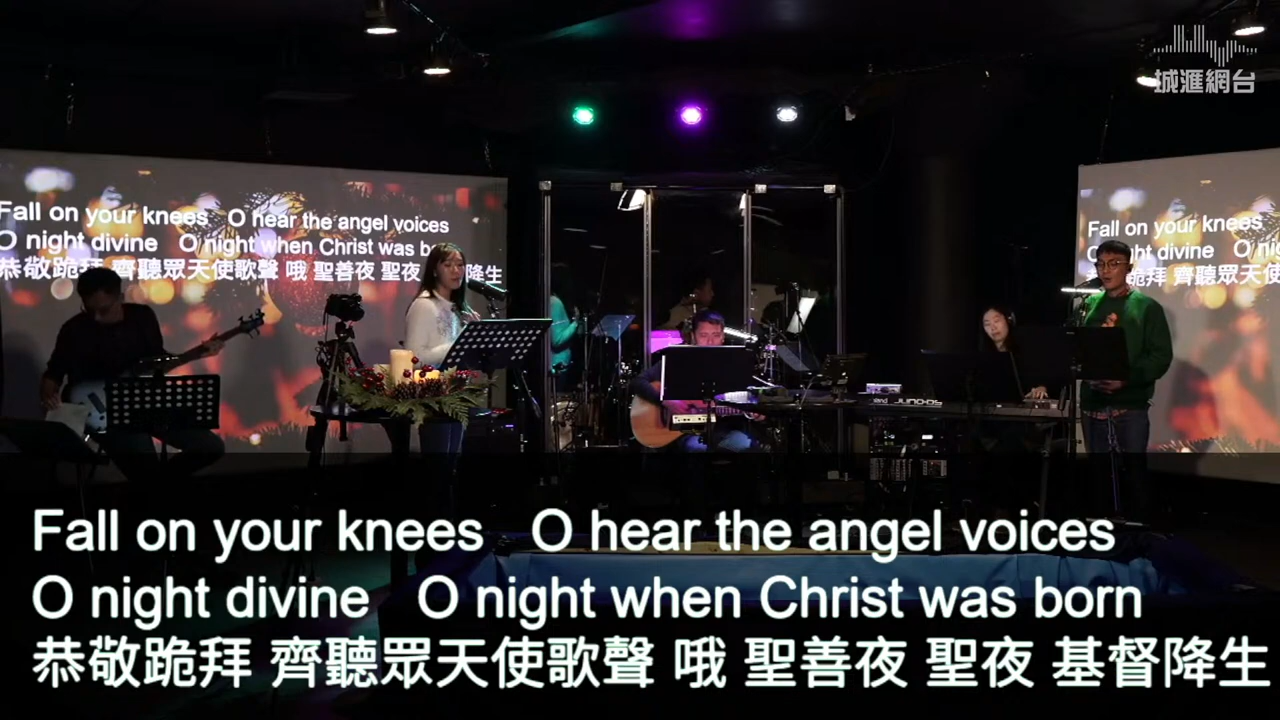 城滙網台
Fall on your knees O hear the angel voices
O night divine O night when Christ was bo
恭敬跪拜 齊聽眾天使歌聲 哦 聖善夜 聖夜 降生
Fall on your knees
night divine O nig
恭敬跪拜 齊聽眾天使
JUNO-DS
Fall on your knees O hear the angel voices
O night divine O night when Christ was born
恭敬跪拜 齊聽眾天使歌聲 哦 聖善夜 聖夜 基督降生